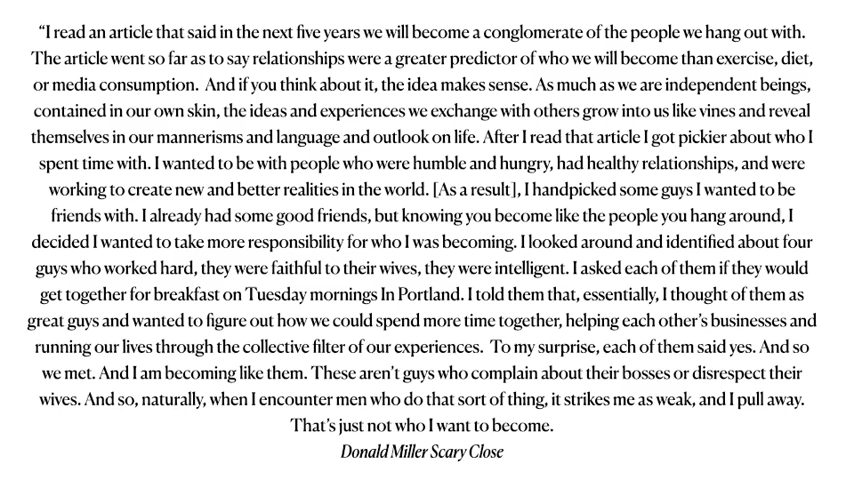 “I read an article that said in the next five years we will become a conglomerate of the people we hang out with.
The article went so far as to say relationships were a greater predictor of who we will become than exercise, diet,
or media consumption.  And if you think about it, the idea makes sense. As much as we are independent beings,
contained in our own skin, the ideas and experiences we exchange with others grow into us like vines and reveal
themselves in our mannerisms and language and outlook on life. After I read that article I got pickier about who I
spent time with. I wanted to be with people who were humble and hungry, had healthy relationships, and were
working to create new and better realities in the world. [As a result], I handpicked some guys I wanted to be
friends with. I already had some good friends, but knowing you become like the people you hang around, I
decided I wanted to take more responsibility for who I was becoming. I looked around and identified about four
guys who worked hard, they were faithful to their wives, they were intelligent. I asked each of them if they would
get together for breakfast on Tuesday mornings In Portland. I told them that, essentially, I thought of them as
great guys and wanted to figure out how we could spend more time together, helping each other’s businesses and
running our lives through the collective filter of our experiences.  To my surprise, each of them said yes. And so
we met. And I am becoming like them. These aren’t guys who complain about their bosses or disrespect their
wives. And so, naturally, when I encounter men who do that sort of thing, it strikes me as weak, and I pull away.
That’s just not who I want to become.
Donald Miller Scary Close